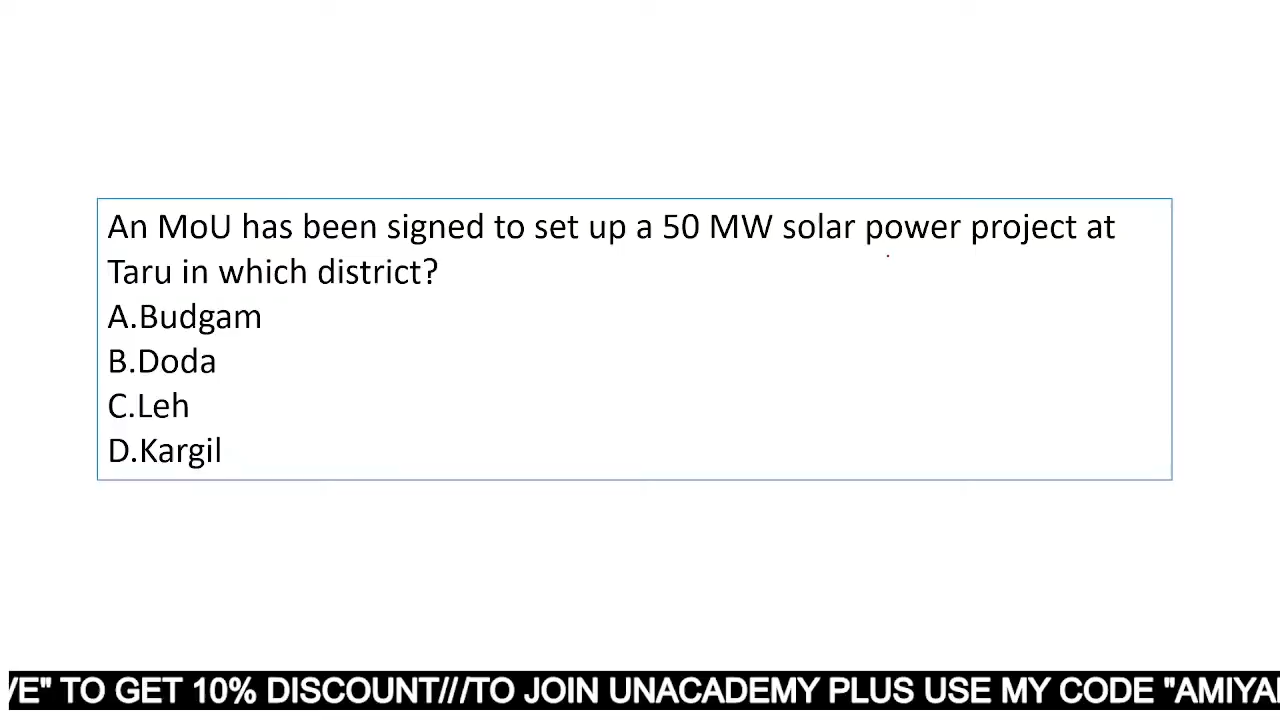 An MoU has been signed to set up a 50 MW solar power project at
Taru in which district?
A.Budgam
B.Doda
C.Leh
D.Kargil
TO GET 10% DISCOUNT///TO JOIN UNACADEMY PLUS USE MY CODE